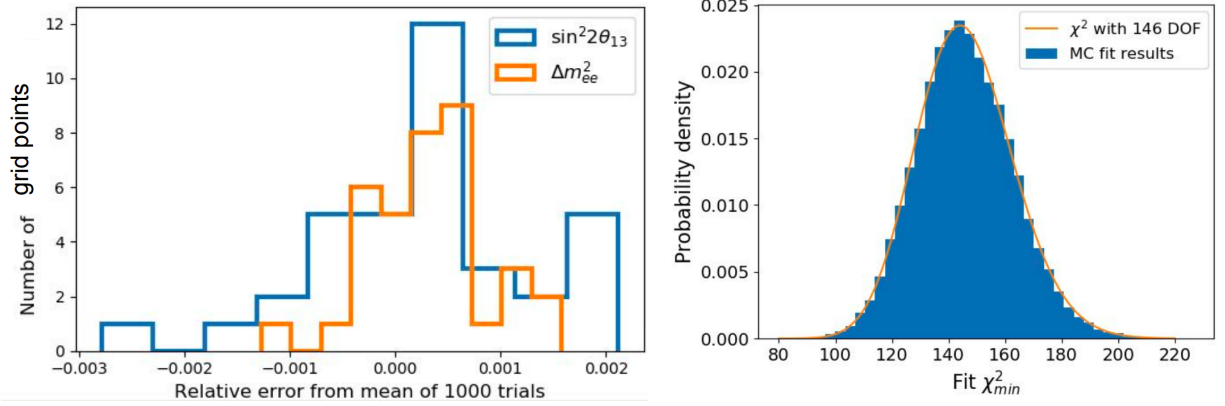 12
10
8
6
4
2
0
Number of grid points
sin²2θ₁₃
Δm²ₑₑ
−0.003 −0.002 −0.001 0.000 0.001 0.002
Relative error from mean of 1000 trials
0.025
0.020
0.015
0.010
0.005
0.000
Probability density
χ² with 146 DOF
MC fit results
80 100 120 140 160 180 200 220
Fit χ²min